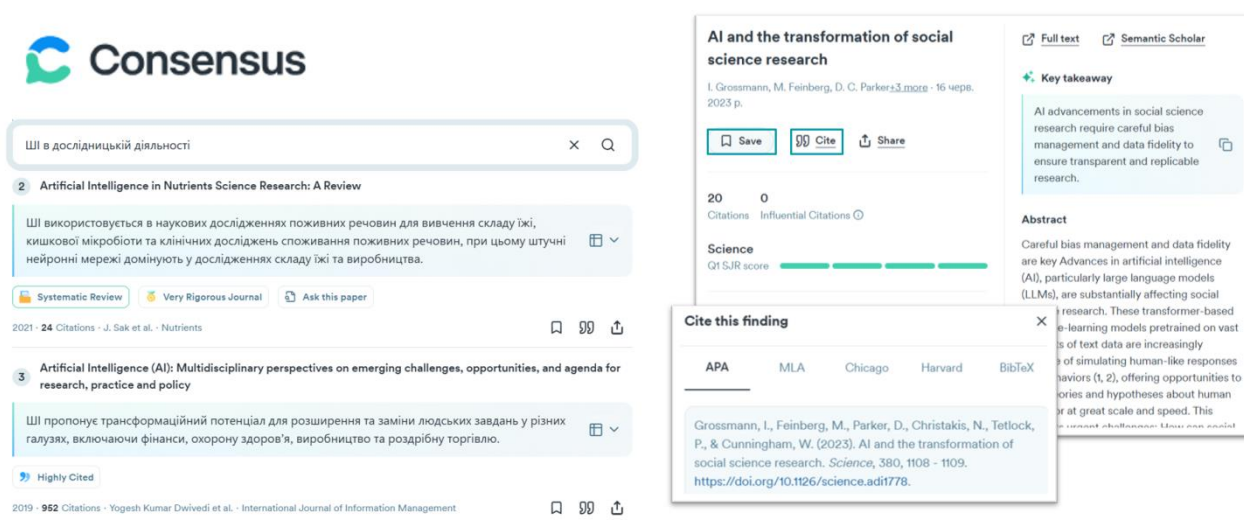 Consensus
ШІ в дослідницькій діяльності
2 Artificial Intelligence in Nutrients Science Research: A Review
ШІ використовується в наукових дослідженнях поживних речовин для вивчення складу їжі,
кишкової мікробіоти та клінічних досліджень споживання поживних речовин, при цьому штучні
нейронні мережі домінують у дослідженнях складу їжі та виробництва.
Systematic Review Very Rigorous Journal Ask this paper
2021 · 24 Citations · J. Sak et al. · Nutrients
3 Artificial Intelligence (AI): Multidisciplinary perspectives on emerging challenges, opportunities, and agenda for
research, practice and policy
ШІ пропонує трансформаційний потенціал для розширення та заміни людських завдань у різних
галузях, включаючи фінанси, охорону здоров'я, виробництво та роздрібну торгівлю.
Highly Cited
2019 · 952 Citations · Yogesh Kumar Dwivedi et al. · International Journal of Information Management
AI and the transformation of social
science research
I. Grossmann, M. Feinberg, D. C. Parker+3 more · 16 черв.
2023 р.
Save Cite Share
20 0
Citations Influential Citations
Science
Q1 SJR score
Full text Semantic Scholar
Key takeaway
AI advancements in social science
research require careful bias
management and data fidelity to
ensure transparent and replicable
research.
Abstract
Careful bias management and data fidelity
are key Advances in artificial intelligence
(AI), particularly large language models
(LLMs), are substantially affecting social
research. These transformer-based
e-learning models pretrained on vast
s of text data are increasingly
e of simulating human-like responses
haviors (1, 2), offering opportunities to
ories and hypotheses about human
or at great scale and speed. This
Cite this finding
APA MLA Chicago Harvard BibTeX
Grossmann, I., Feinberg, M., Parker, D., Christakis, N., Tetlock,
P., & Cunningham, W. (2023). AI and the transformation of
social science research. Science, 380, 1108 - 1109.
https://doi.org/10.1126/science.adi1778.